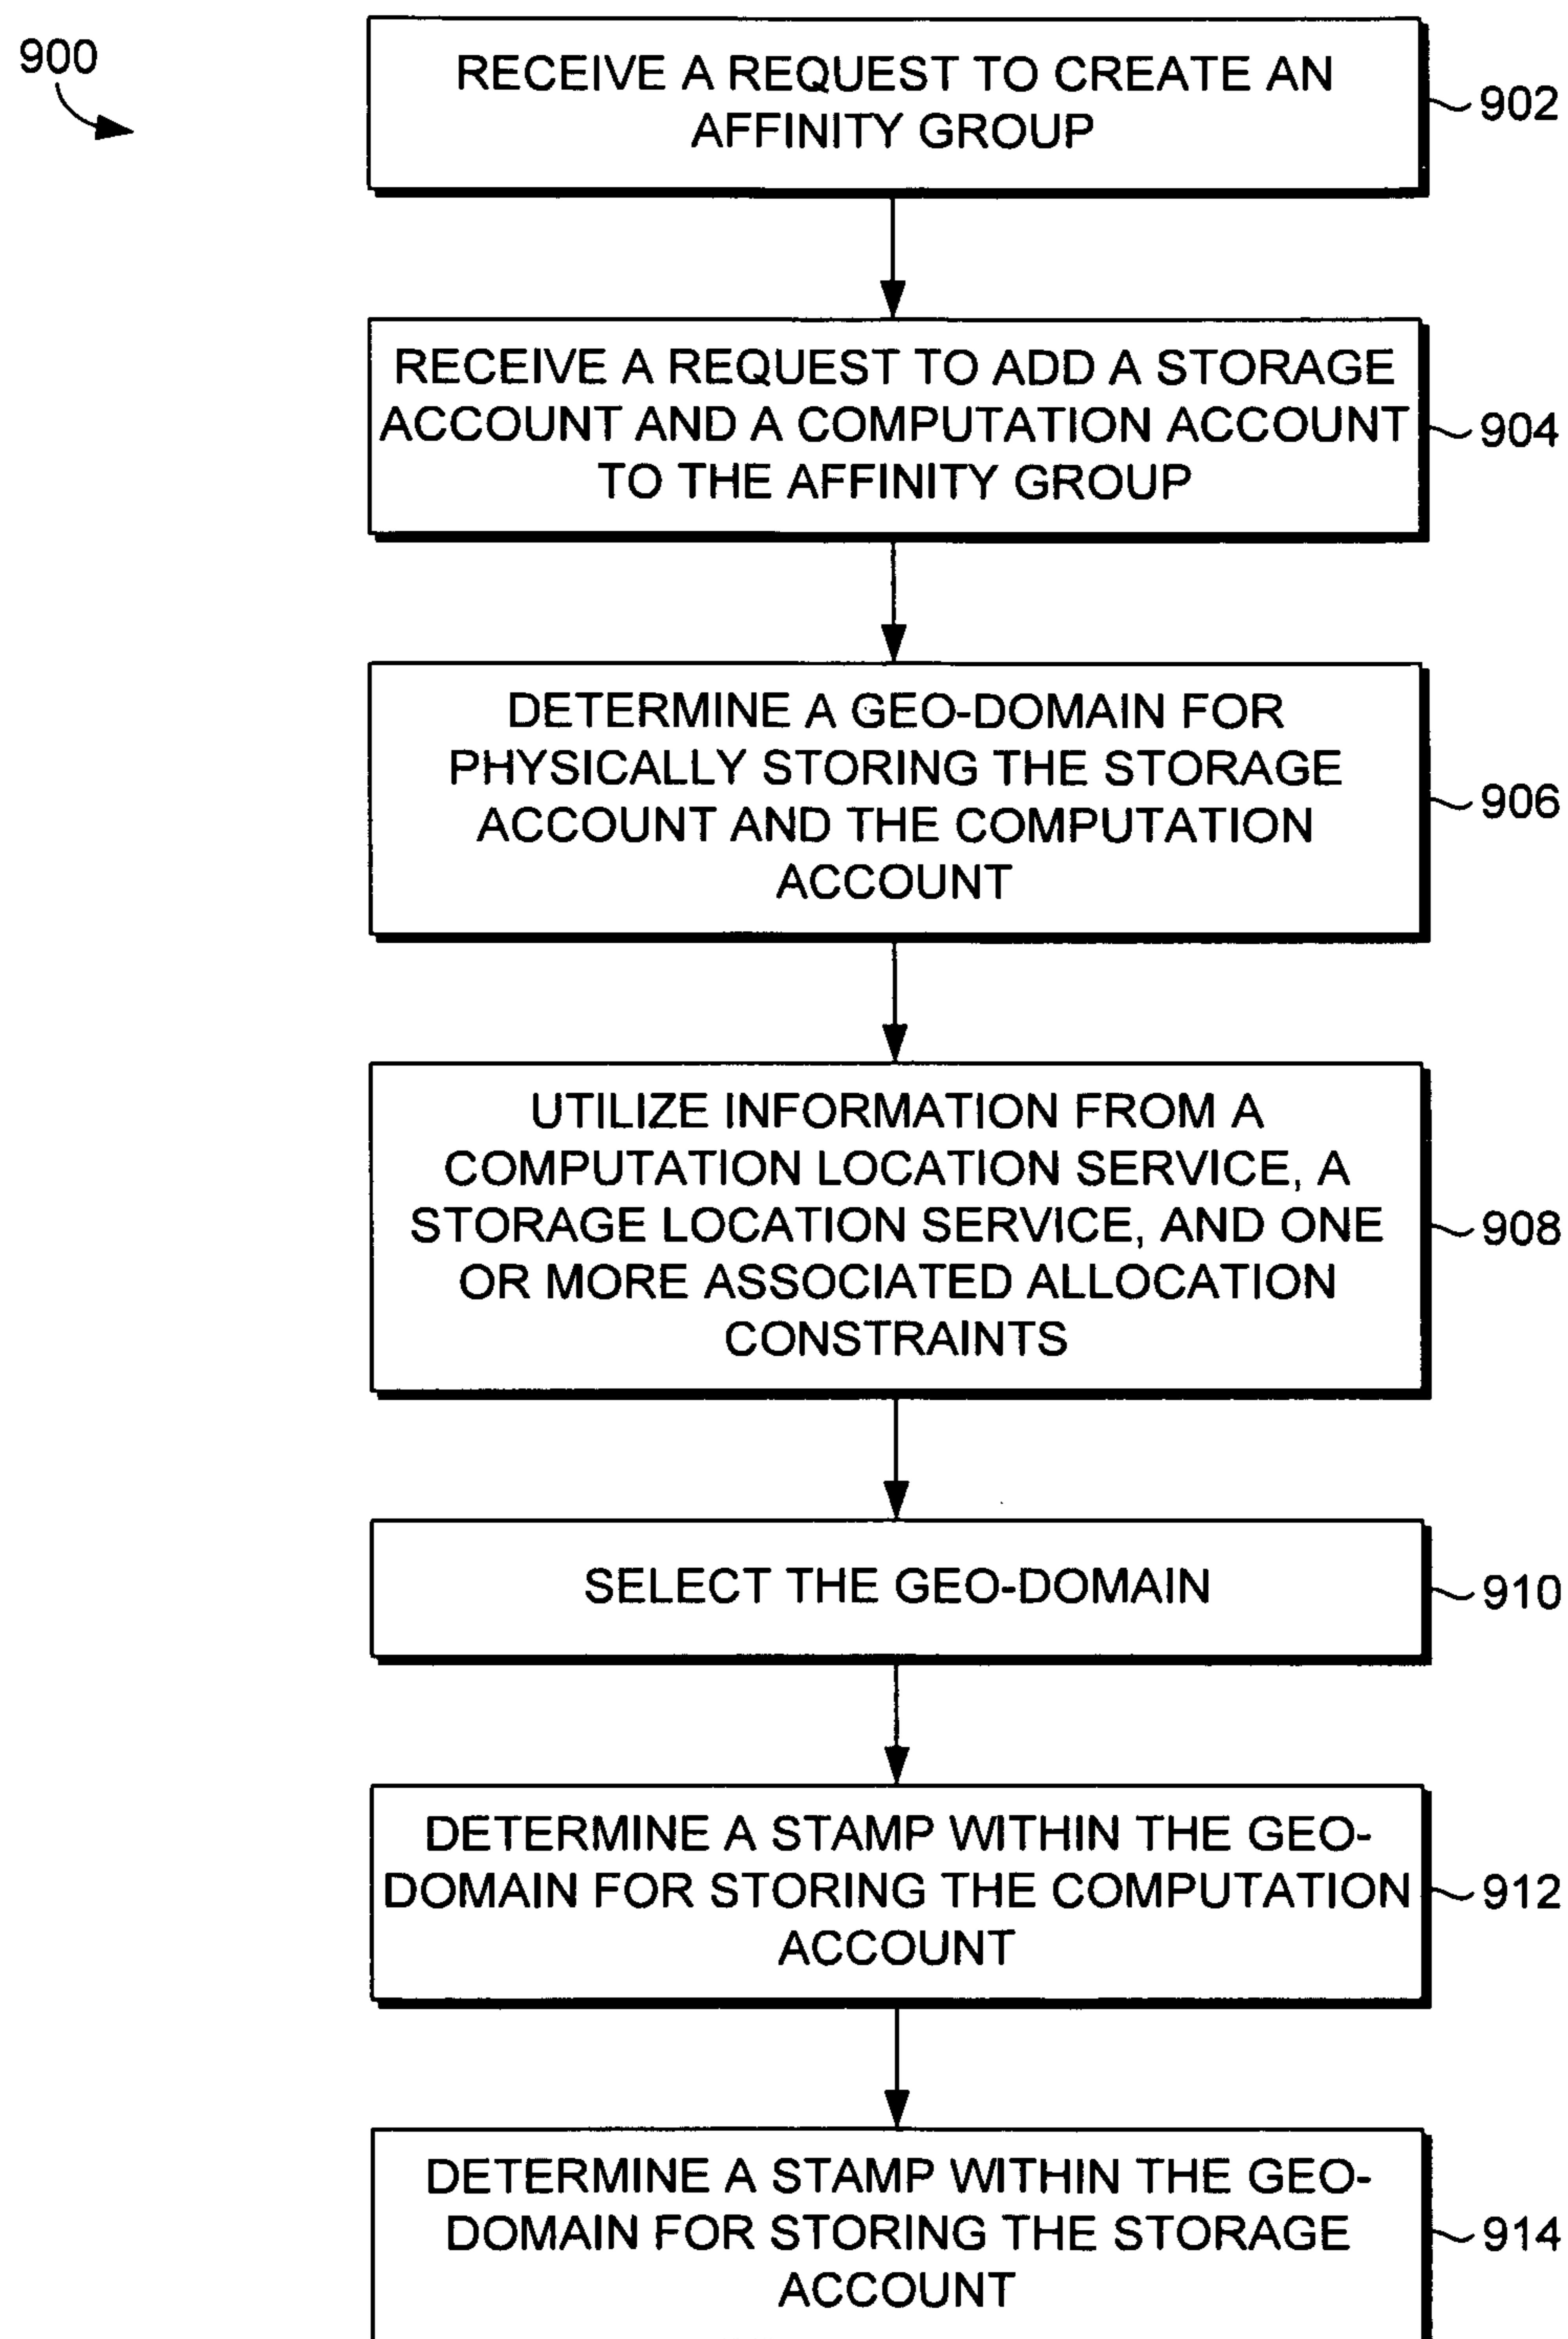 900
RECEIVE A REQUEST TO CREATE AN
AFFINITY GROUP
902
RECEIVE A REQUEST TO ADD A STORAGE
ACCOUNT AND A COMPUTATION ACCOUNT
TO THE AFFINITY GROUP
904
DETERMINE A GEO-DOMAIN FOR
PHYSICALLY STORING THE STORAGE
ACCOUNT AND THE COMPUTATION
ACCOUNT
906
UTILIZE INFORMATION FROM A
COMPUTATION LOCATION SERVICE, A
STORAGE LOCATION SERVICE, AND ONE
OR MORE ASSOCIATED ALLOCATION
CONSTRAINTS
908
SELECT THE GEO-DOMAIN
910
DETERMINE A STAMP WITHIN THE GEO-
DOMAIN FOR STORING THE COMPUTATION
ACCOUNT
912
DETERMINE A STAMP WITHIN THE GEO-
DOMAIN FOR STORING THE STORAGE
ACCOUNT
914